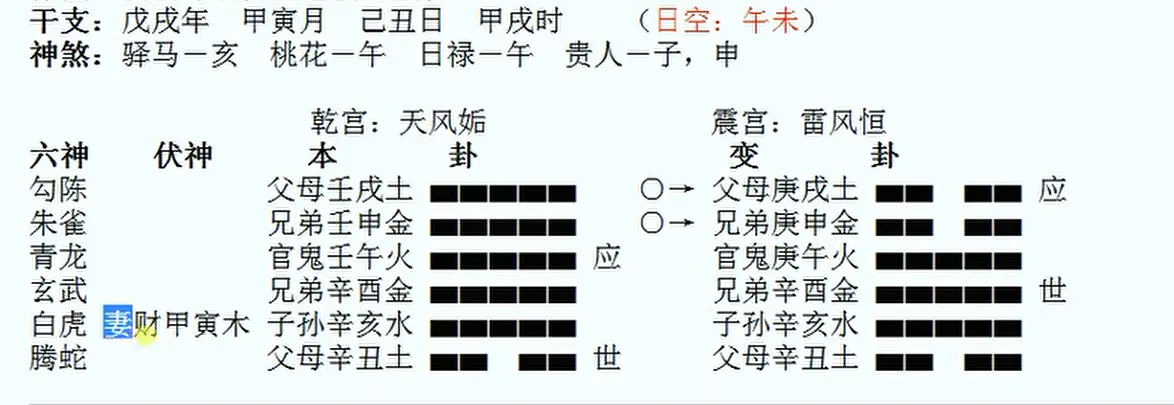 干支：戊戌年 甲寅月 己丑日 甲戌时 （日空：午未）
神煞：驿马－亥 桃花－午 日禄－午 贵人－子，申
乾宫：天风姤 震宫：雷风恒
六神 伏神 本 卦 变 卦
勾陈 父母壬戌土 ○→ 父母庚戌土 应
朱雀 兄弟壬申金 ○→ 兄弟庚申金
青龙 官鬼壬午火 应 官鬼庚午火
玄武 兄弟辛酉金 兄弟辛酉金 世
白虎 妻财甲寅木 子孙辛亥水 子孙辛亥水
腾蛇 父母辛丑土 世 父母辛丑土